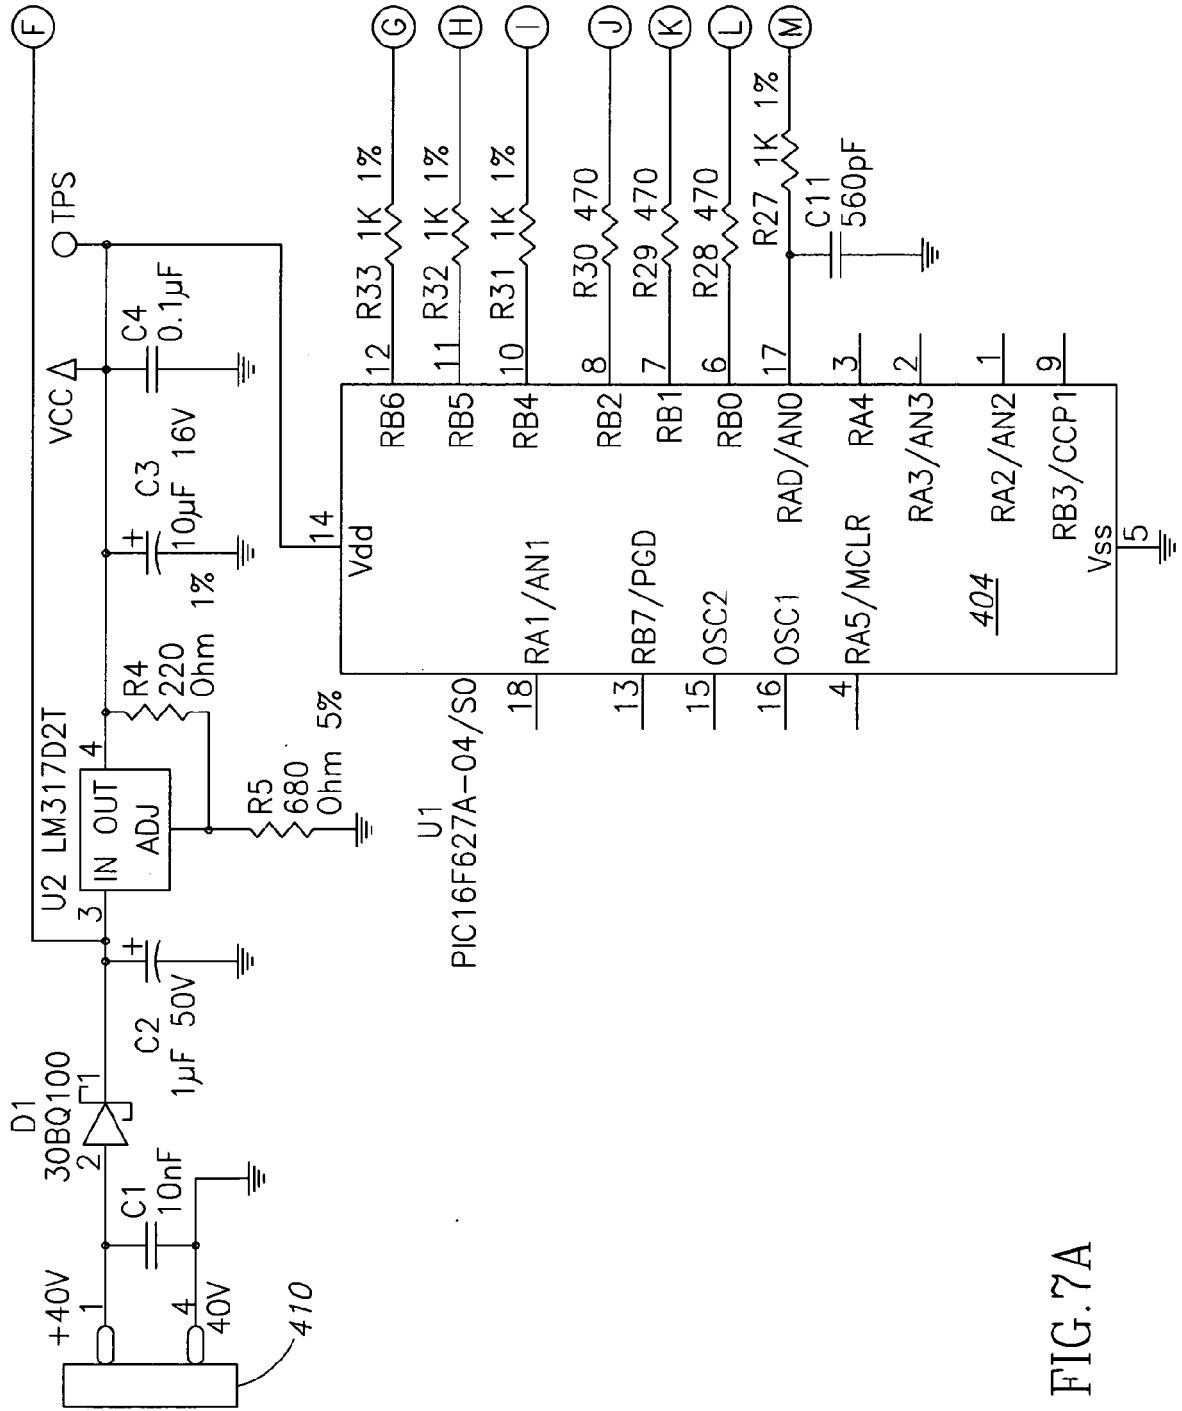 F
TPS
VCC
C4
0.1µF
C3
10µF 16V
+
R4
220
Ohm 1%
U2 LM317D2T
4
IN OUT
ADJ
3
R5
680
Ohm 5%
+
C2
1µF 50V
D1
30BQ100
1
2
C1
10nF
+40V
1
4
40V
410
U1
PIC16F627A-04/SO
14
Vdd
G
R33 1K 1%
12
RB6
H
R32 1K 1%
11
RB5
I
R31 1K 1%
10
RB4
J
R30 470
8
RB2
K
R29 470
7
RB1
L
R28 470
6
RB0
M
R27 1K 1%
17
RAD/AN0
C11
560pF
3
RA4
2
RA3/AN3
1
RA2/AN2
9
RB3/CCP1
18
RA1/AN1
13
RB7/PGD
15
OSC2
16
OSC1
4
RA5/MCLR
404
Vss
5
FIG.7A